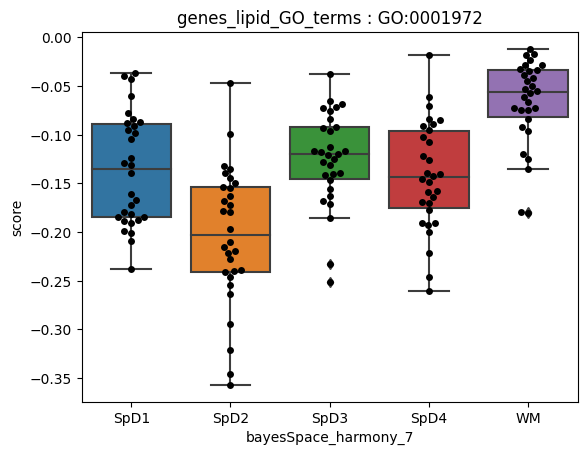 genes_lipid_GO_terms : GO:0001972
0.00
−0.05
−0.10
−0.15
−0.20
−0.25
−0.30
−0.35
score
SpD1 SpD2 SpD3 SpD4 WM
bayesSpace_harmony_7